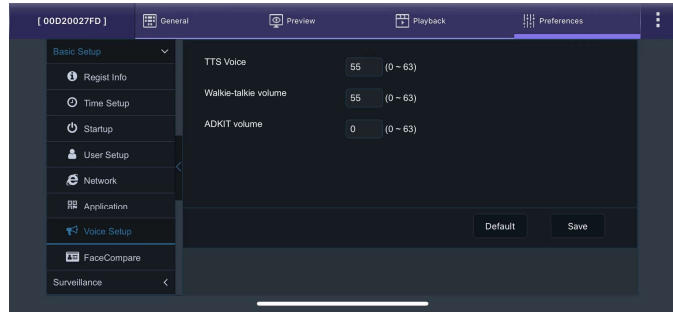 [ 00D20027FD ] General Preview Playback Preferences
Basic Setup
Regist Info
Time Setup
Startup
User Setup
Network
Application
Voice Setup
FaceCompare
Surveillance
TTS Voice 55 (0 ~ 63)
Walkie-talkie volume 55 (0 ~ 63)
ADKIT volume 0 (0 ~ 63)
Default Save